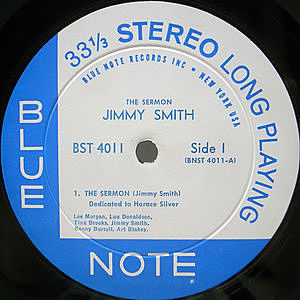 33 1/3 STEREO LONG PLAYING
BLUE NOTE RECORDS INC • NEW YORK USA
THE SERMON
JIMMY SMITH
BST 4011
Side 1
(BNST 4011-A)
1. THE SERMON (Jimmy Smith)
Dedicated to Horace Silver
Lee Morgan, Lou Donaldson,
Tina Brooks, Jimmy Smith,
Kenny Burrell, Art Blakey.
BLUE
NOTE